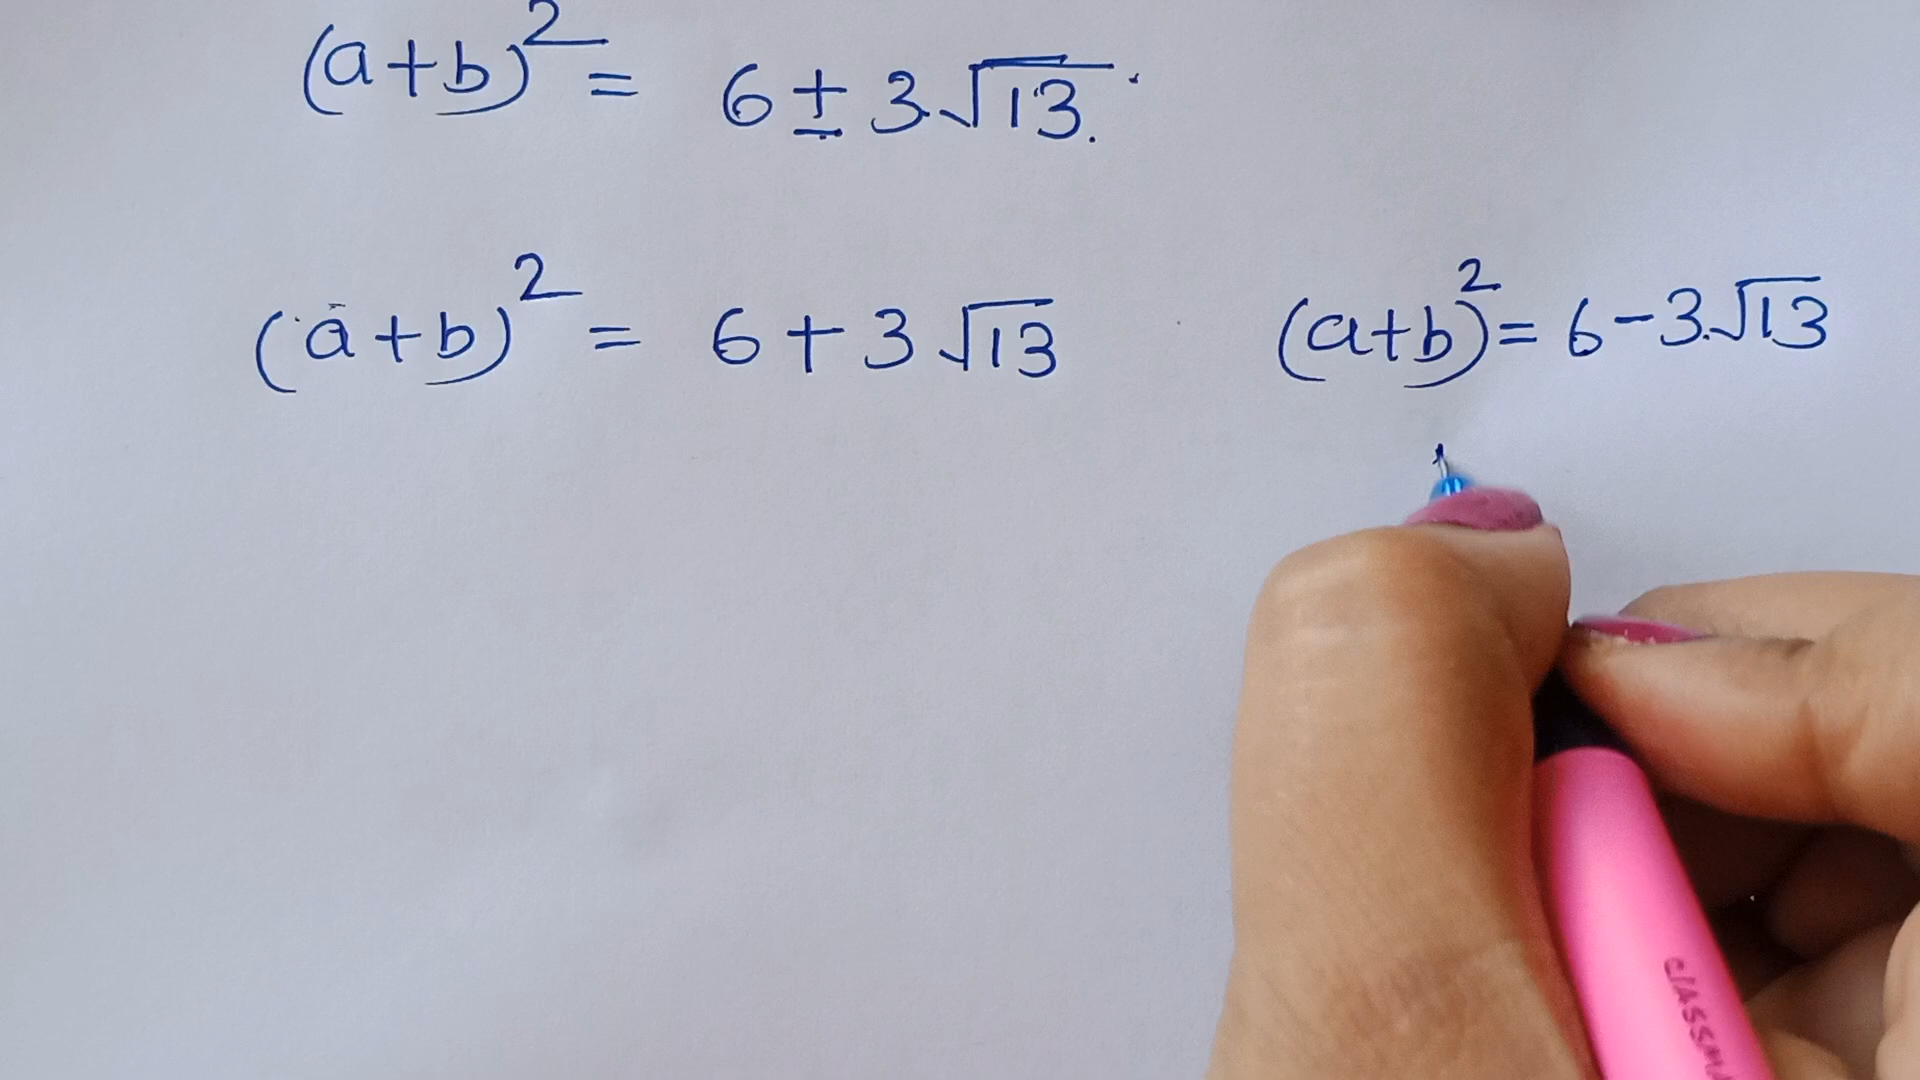 (a+b)² = 6 ± 3√13.
(a+b)² = 6 + 3√13
(a+b)² = 6 - 3√13